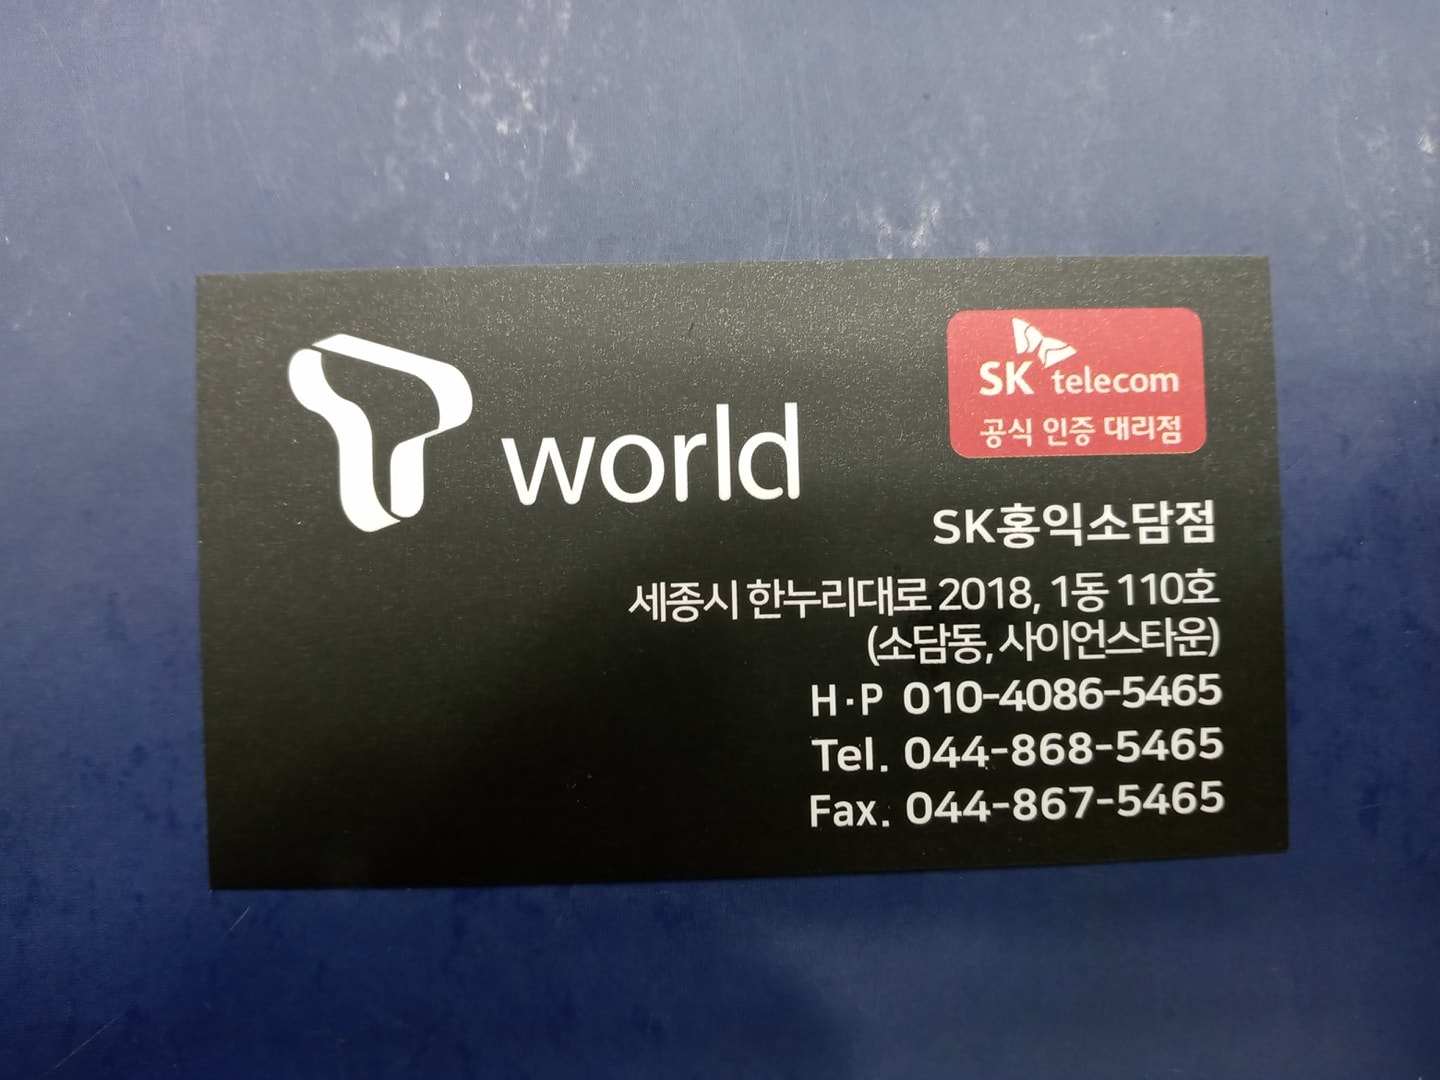 T world
SK telecom
공식 인증 대리점
SK홍익소담점
세종시 한누리대로 2018, 1동 110호
(소담동, 사이언스타운)
H·P 010-4086-5465
Tel. 044-868-5465
Fax. 044-867-5465